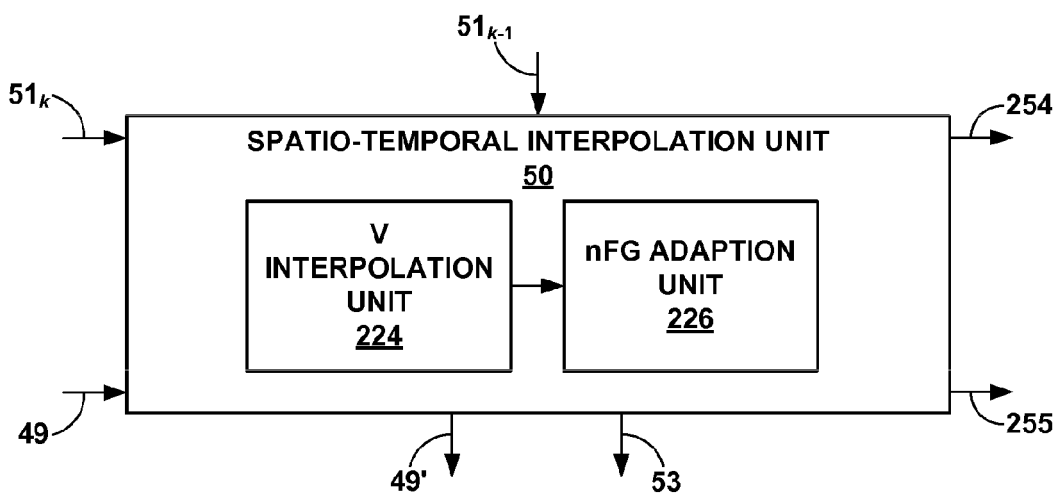 51k-1
51k
254
SPATIO-TEMPORAL INTERPOLATION UNIT
50
V
INTERPOLATION
UNIT
224
nFG ADAPTION
UNIT
226
49
49'
53
255